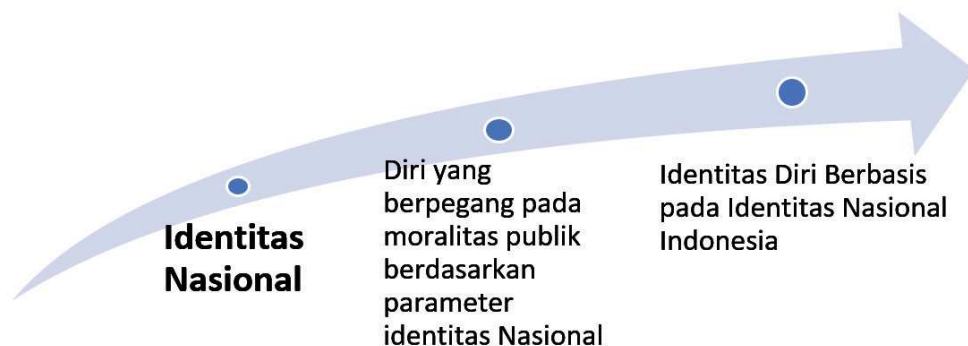 Identitas
Nasional
Diri yang
berpegang pada
moralitas publik
berdasarkan
parameter
identitas Nasional
Identitas Diri Berbasis
pada Identitas Nasional
Indonesia